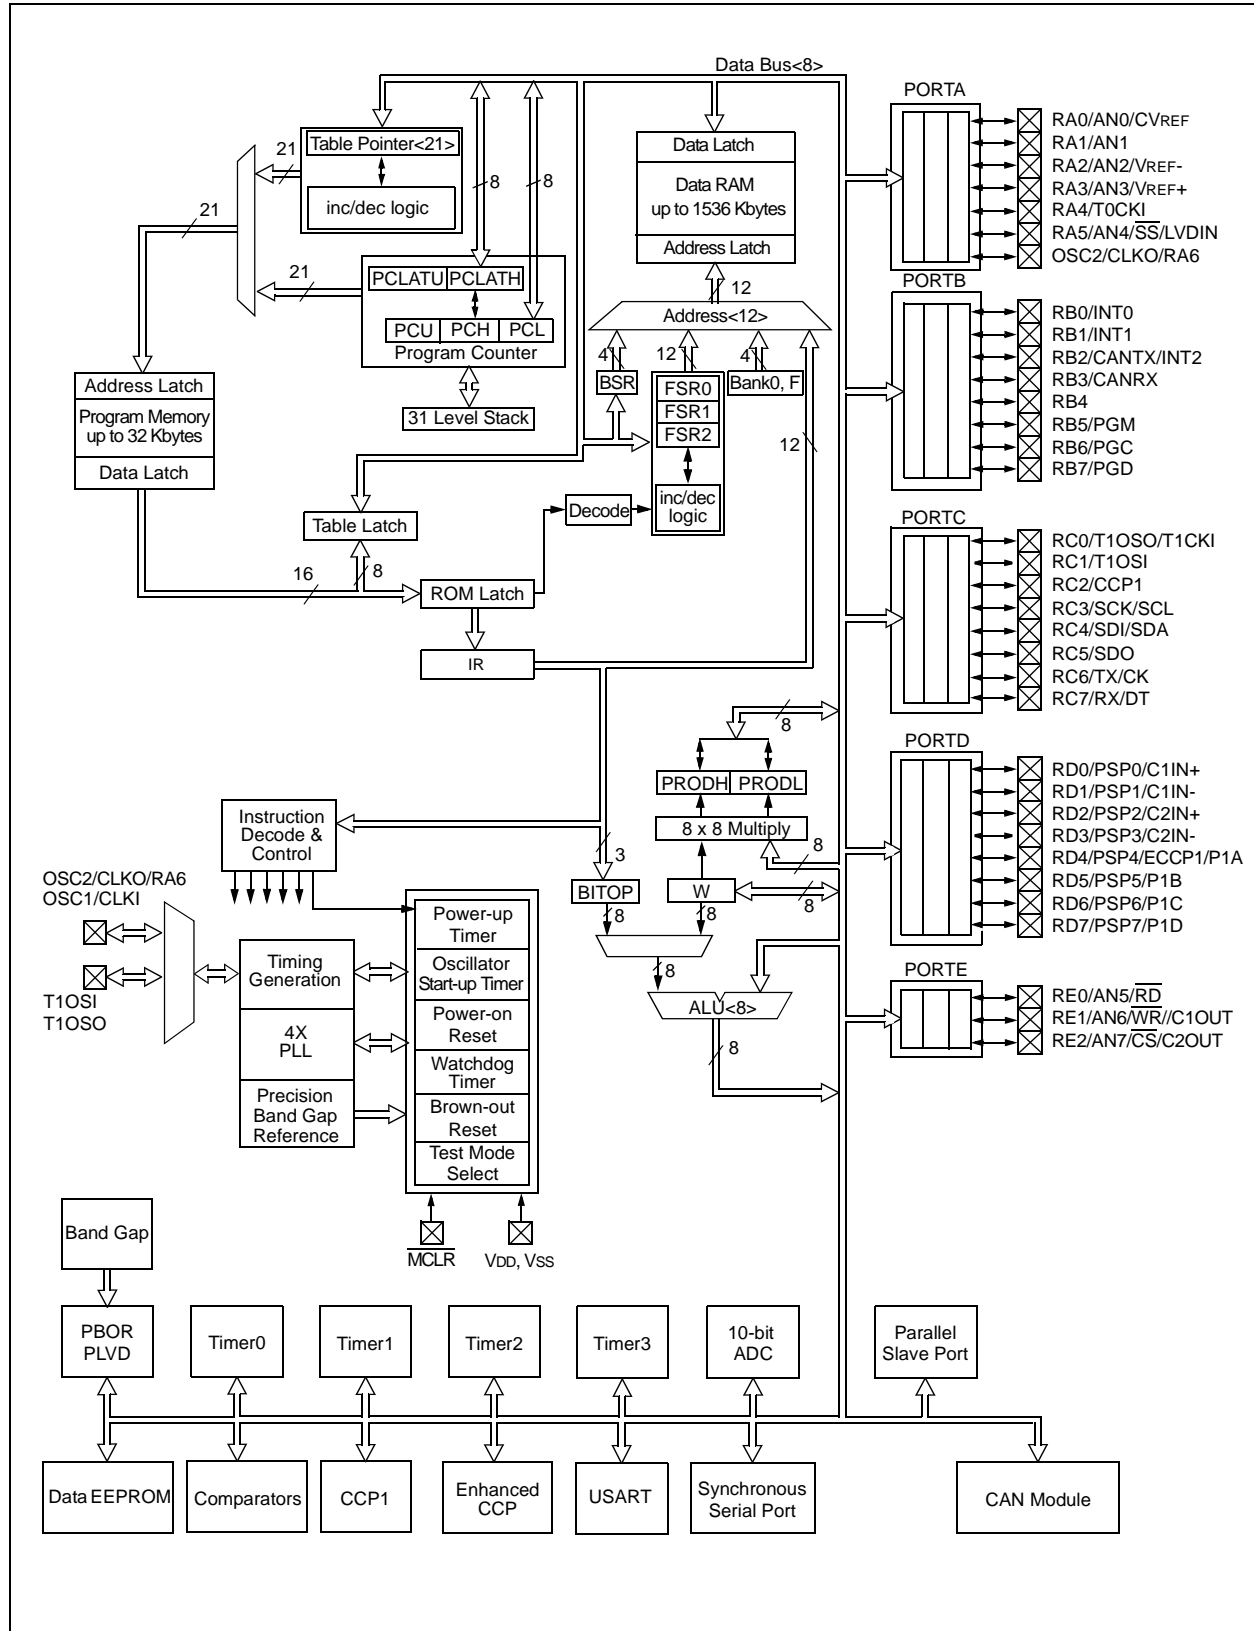 Data Bus<8>
PORTA
RA0/AN0/CVREF
RA1/AN1
RA2/AN2/VREF-
RA3/AN3/VREF+
RA4/T0CKI
RA5/AN4/SS/LVDIN
OSC2/CLKO/RA6
Table Pointer<21>
inc/dec logic
21
21
21
8
8
Data Latch
Data RAM
up to 1536 Kbytes
Address Latch
12
Address<12>
PCLATU PCLATH
PCU PCH PCL
Program Counter
31 Level Stack
4
12
4
BSR
FSR0
FSR1
FSR2
Bank0, F
inc/dec
logic
12
PORTB
RB0/INT0
RB1/INT1
RB2/CANTX/INT2
RB3/CANRX
RB4
RB5/PGM
RB6/PGC
RB7/PGD
Address Latch
Program Memory
up to 32 Kbytes
Data Latch
Table Latch
Decode
16
8
ROM Latch
IR
PORTC
RC0/T1OSO/T1CKI
RC1/T1OSI
RC2/CCP1
RC3/SCK/SCL
RC4/SDI/SDA
RC5/SDO
RC6/TX/CK
RC7/RX/DT
8
PRODH PRODL
8 x 8 Multiply
8
3
BITOP
W
8
8
8
8
ALU<8>
8
PORTD
RD0/PSP0/C1IN+
RD1/PSP1/C1IN-
RD2/PSP2/C2IN+
RD3/PSP3/C2IN-
RD4/PSP4/ECCP1/P1A
RD5/PSP5/P1B
RD6/PSP6/P1C
RD7/PSP7/P1D
PORTE
RE0/AN5/RD
RE1/AN6/WR//C1OUT
RE2/AN7/CS/C2OUT
Instruction
Decode &
Control
OSC2/CLKO/RA6
OSC1/CLKI
T1OSI
T1OSO
Timing
Generation
4X
PLL
Precision
Band Gap
Reference
Power-up
Timer
Oscillator
Start-up Timer
Power-on
Reset
Watchdog
Timer
Brown-out
Reset
Test Mode
Select
MCLR
VDD, VSS
Band Gap
PBOR
PLVD
Timer0
Timer1
Timer2
Timer3
10-bit
ADC
Parallel
Slave Port
Data EEPROM
Comparators
CCP1
Enhanced
CCP
USART
Synchronous
Serial Port
CAN Module